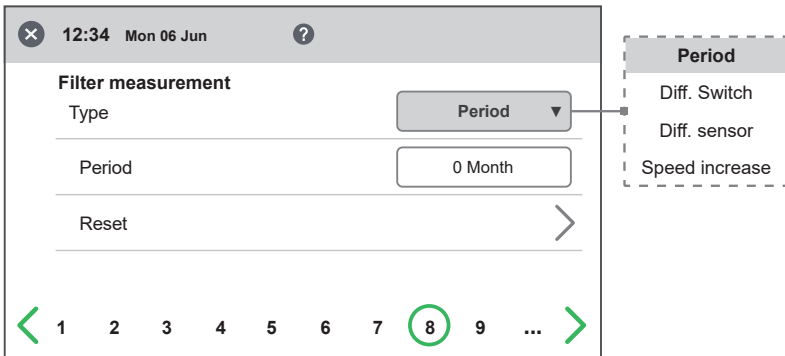 12:34 Mon 06 Jun ?
Filter measurement
Type Period ▼
Period 0 Month
Reset
1 2 3 4 5 6 7 8 9 ...
Period
Diff. Switch
Diff. sensor
Speed increase